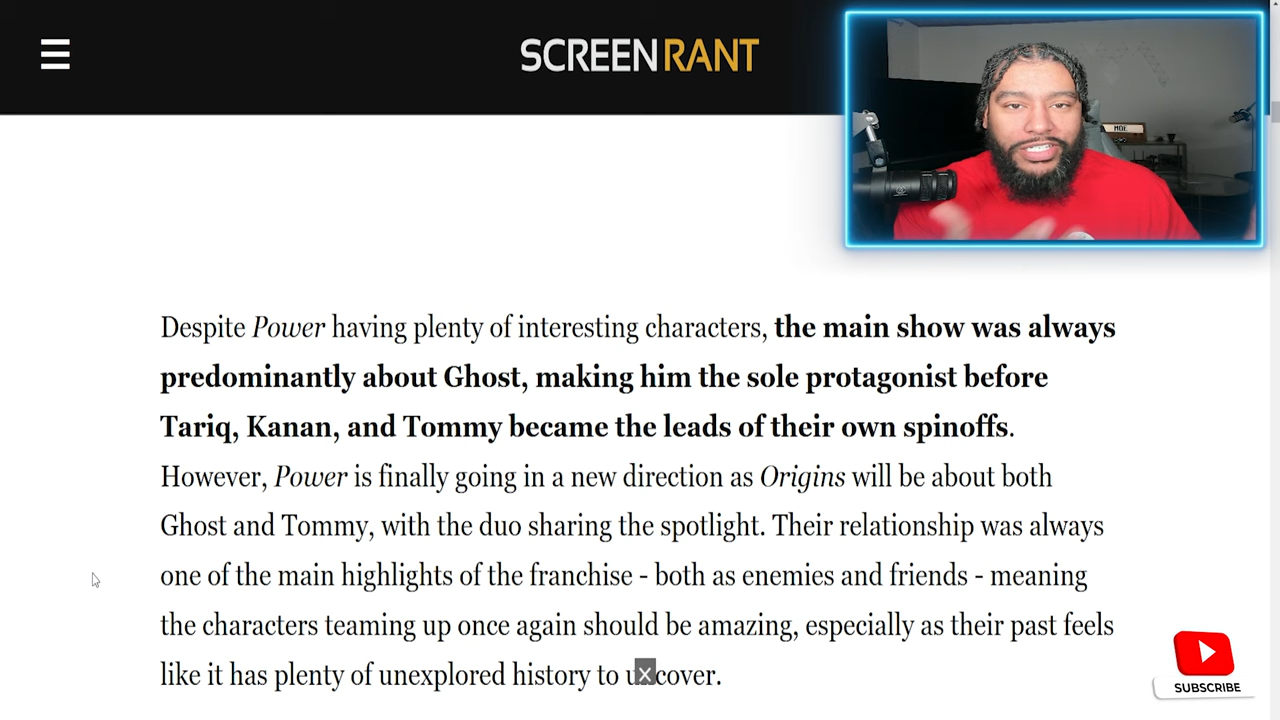 SCREENRANT
MOE
Despite Power having plenty of interesting characters, the main show was always
predominantly about Ghost, making him the sole protagonist before
Tariq, Kanan, and Tommy became the leads of their own spinoffs.
However, Power is finally going in a new direction as Origins will be about both
Ghost and Tommy, with the duo sharing the spotlight. Their relationship was always
one of the main highlights of the franchise - both as enemies and friends - meaning
the characters teaming up once again should be amazing, especially as their past feels
like it has plenty of unexplored history to uncover.
SUBSCRIBE